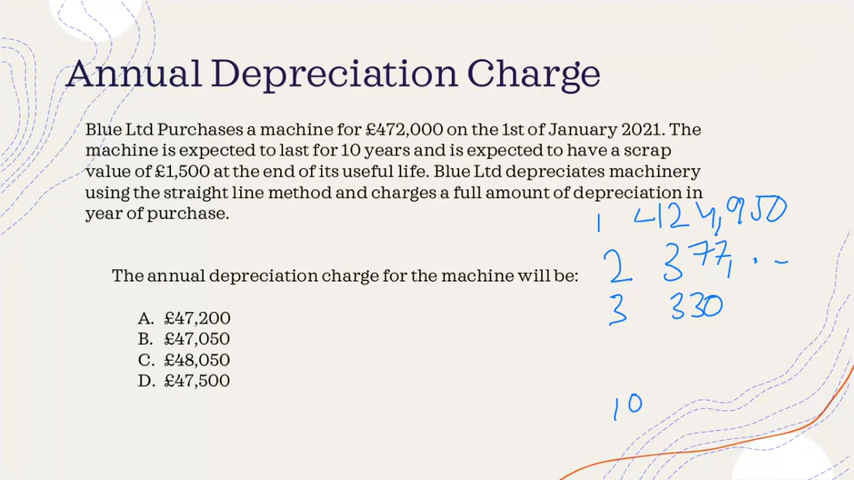 Annual Depreciation Charge
Blue Ltd Purchases a machine for £472,000 on the 1st of January 2021. The
machine is expected to last for 10 years and is expected to have a scrap
value of £1,500 at the end of its useful life. Blue Ltd depreciates machinery
using the straight line method and charges a full amount of depreciation in
year of purchase.
1 424,950
The annual depreciation charge for the machine will be:
2 377, . . -
3 330
A. £47,200
B. £47,050
C. £48,050
D. £47,500
10